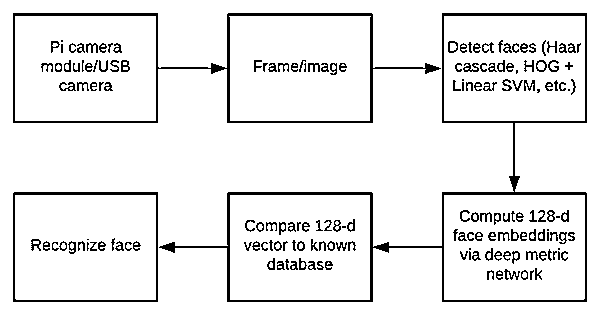 Pi camera
module/USB
camera
Frame/image
Detect faces (Haar
cascade, HOG +
Linear SVM, etc.)
Compute 128-d
face embeddings
via deep metric
network
Compare 128-d
vector to known
database
Recognize face